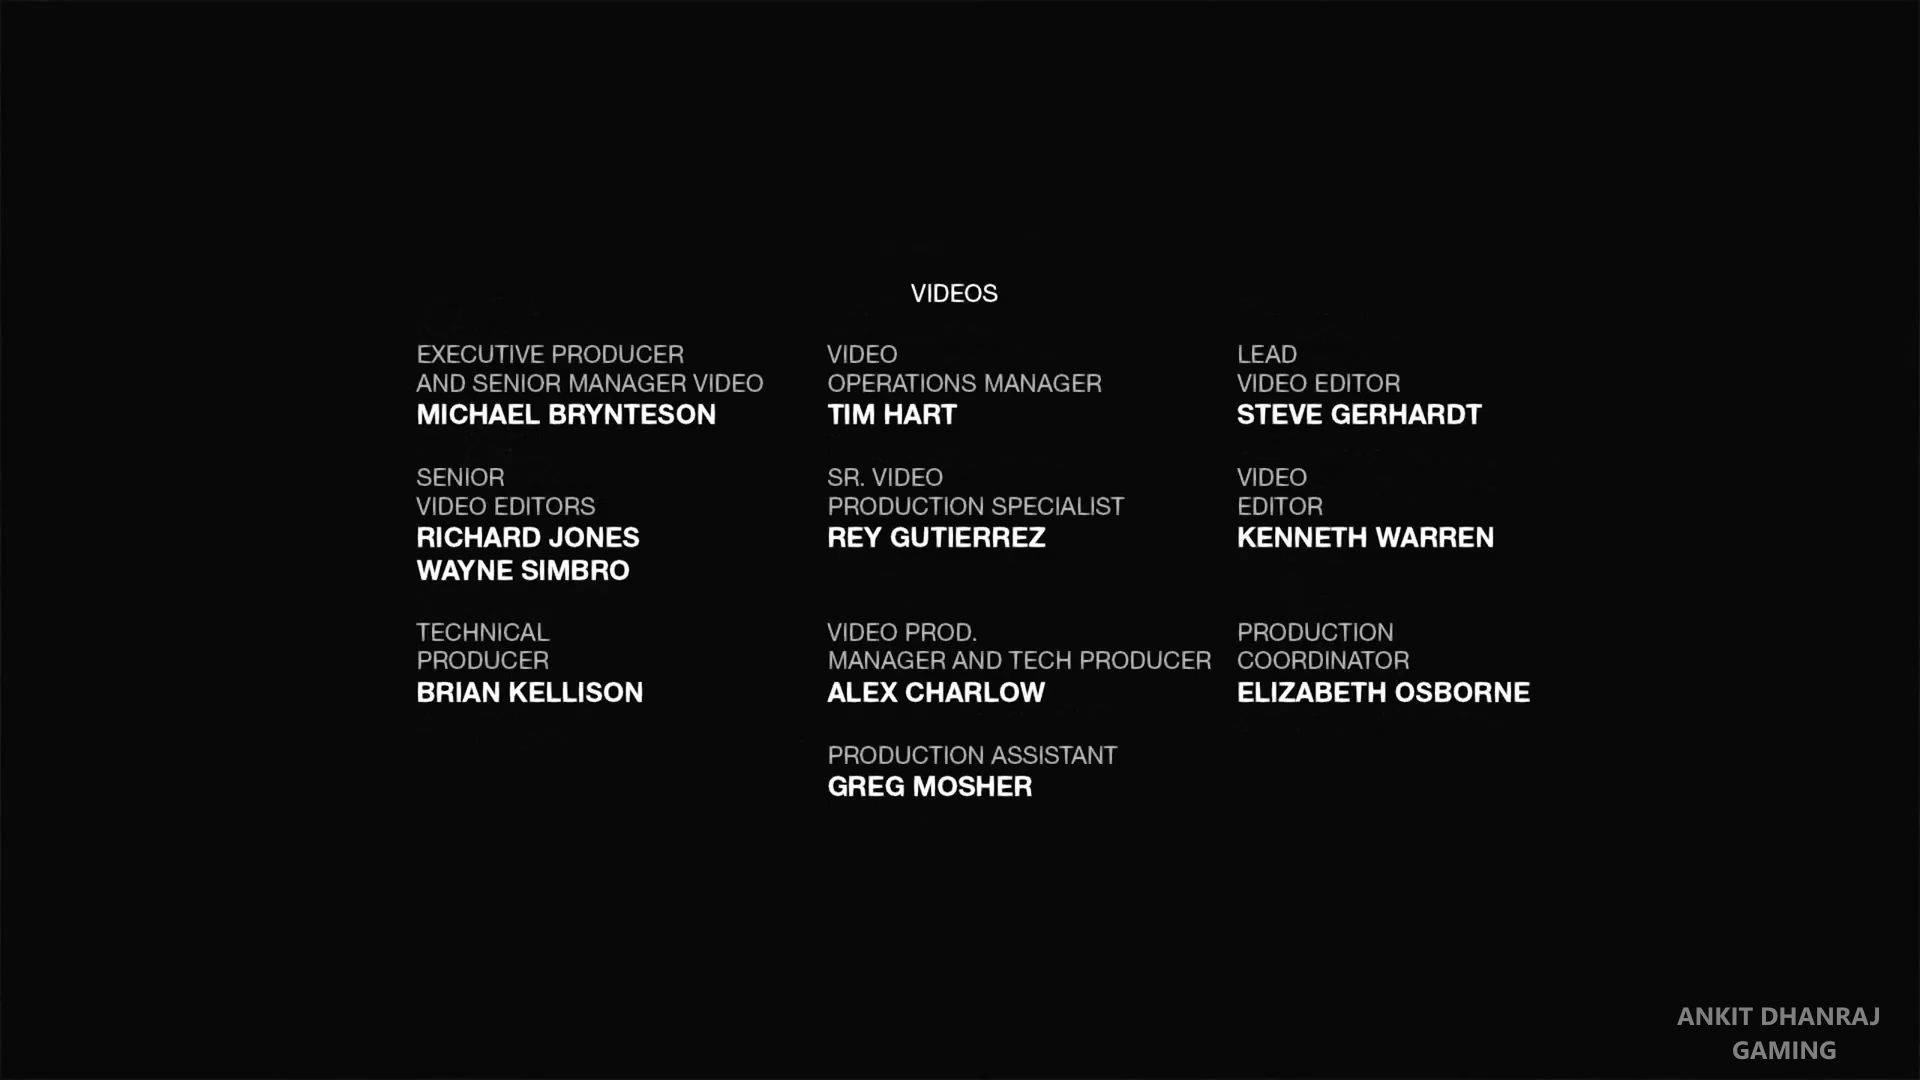 VIDEOS
EXECUTIVE PRODUCER
AND SENIOR MANAGER VIDEO
MICHAEL BRYNTESON
VIDEO
OPERATIONS MANAGER
TIM HART
LEAD
VIDEO EDITOR
STEVE GERHARDT
SENIOR
VIDEO EDITORS
RICHARD JONES
WAYNE SIMBRO
SR. VIDEO
PRODUCTION SPECIALIST
REY GUTIERREZ
VIDEO
EDITOR
KENNETH WARREN
TECHNICAL
PRODUCER
BRIAN KELLISON
VIDEO PROD.
MANAGER AND TECH PRODUCER
ALEX CHARLOW
PRODUCTION
COORDINATOR
ELIZABETH OSBORNE
PRODUCTION ASSISTANT
GREG MOSHER
ANKIT DHANRAJ
GAMING